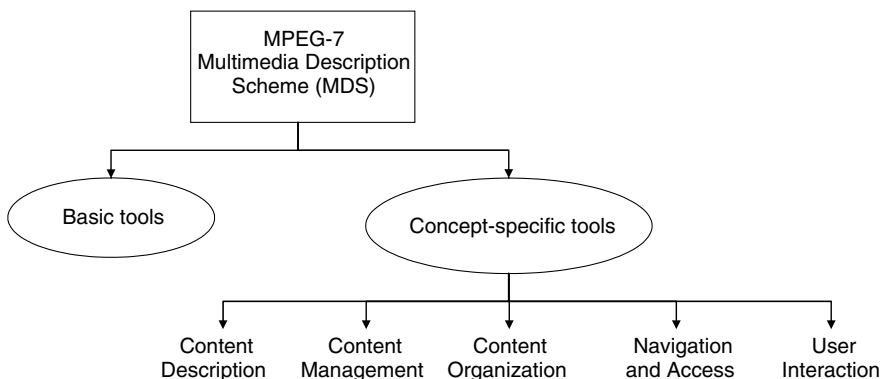 MPEG-7
Multimedia Description
Scheme (MDS)
Basic tools
Concept-specific tools
Content
Description
Content
Management
Content
Organization
Navigation
and Access
User
Interaction